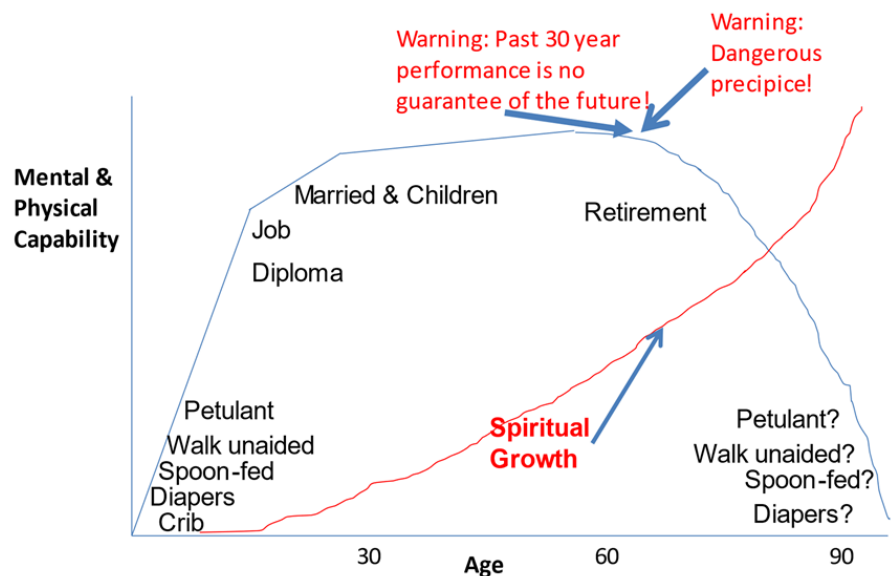 Warning: Past 30 year
performance is no
guarantee of the future!
Warning:
Dangerous
precipice!
Mental &
Physical
Capability
Married & Children
Job
Diploma
Retirement
Petulant
Walk unaided
Spoon-fed
Diapers
Crib
Spiritual
Growth
Petulant?
Walk unaided?
Spoon-fed?
Diapers?
30
60
90
Age